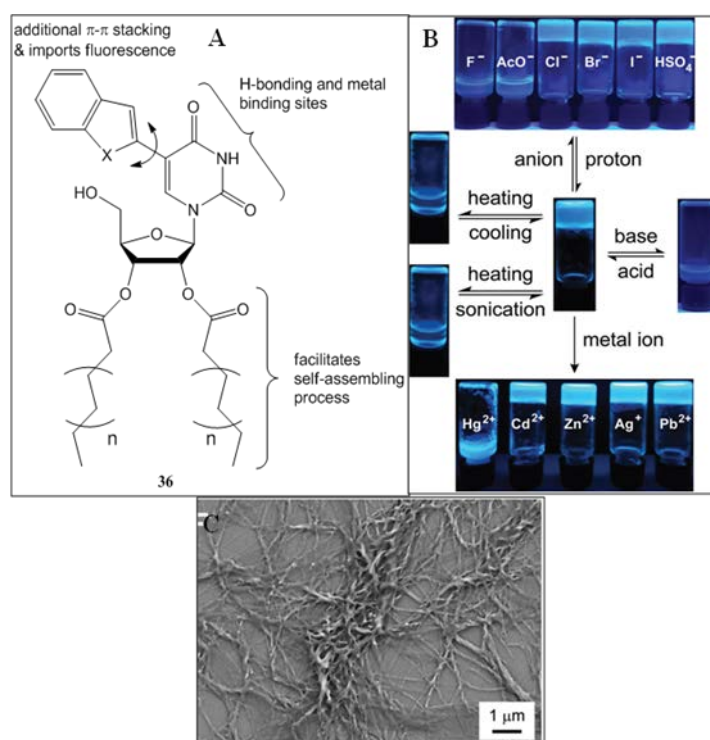 additional π-π stacking
& imports fluorescence
A
H-bonding and metal
binding sites
O
X
NH
HO
N
O
O
O
O
O
O
facilitates
self-assembling
process
n
n
36
B
F⁻ AcO⁻ Cl⁻ Br⁻ I⁻ HSO₄⁻
anion proton
heating
cooling
base
acid
heating
sonication
metal ion
Hg²⁺ Cd²⁺ Zn²⁺ Ag⁺ Pb²⁺
C
1 μm